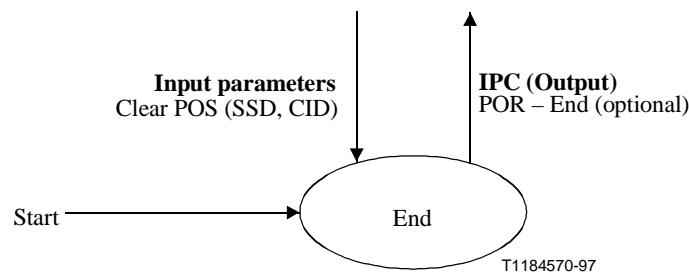 Input parameters
Clear POS (SSD, CID)
IPC (Output)
POR – End (optional)
Start
End
T1184570-97